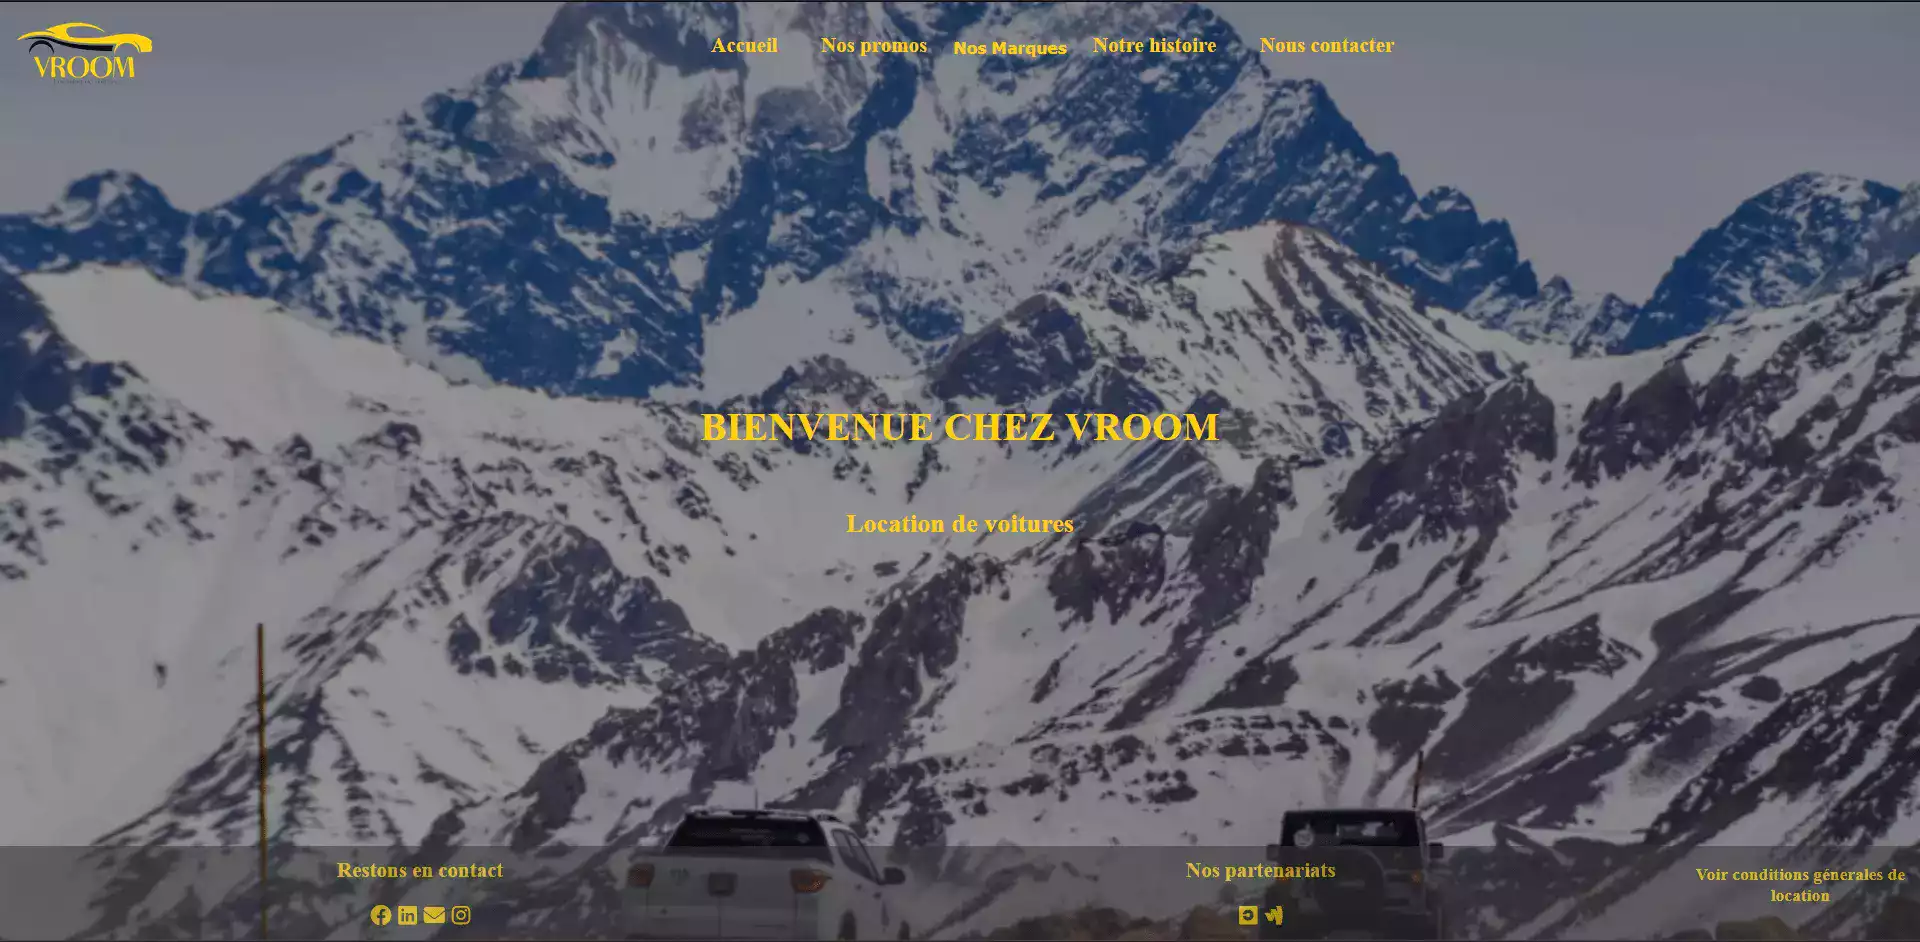 VROOM
Accueil
Nos promos
Nos Marques
Notre histoire
Nous contacter
BIENVENUE CHEZ VROOM
Location de voitures
Restons en contact
Nos partenariats
Voir conditions génerales de
location